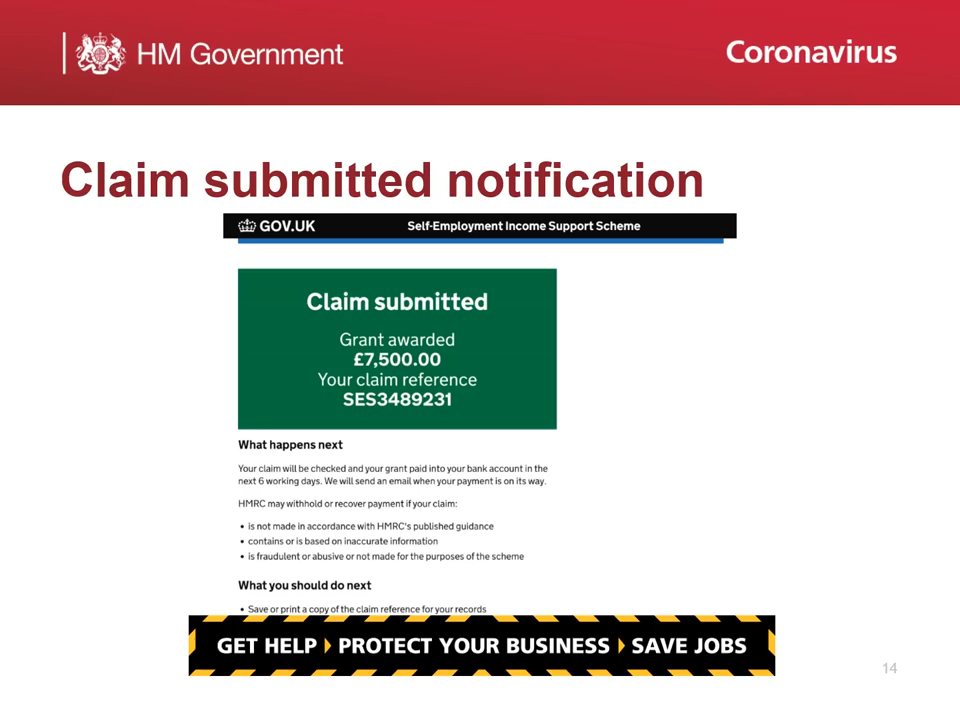 HM Government
Coronavirus
Claim submitted notification
GOV.UK
Self-Employment Income Support Scheme
Claim submitted
Grant awarded
£7,500.00
Your claim reference
SES3489231
What happens next
Your claim will be checked and your grant paid into your bank account in the
next 6 working days. We will send an email when your payment is on its way.
HMRC may withhold or recover payment if your claim:
• is not made in accordance with HMRC's published guidance
• contains or is based on inaccurate information
• is fraudulent or abusive or not made for the purposes of the scheme
What you should do next
• Save or print a copy of the claim reference for your records
GET HELP › PROTECT YOUR BUSINESS › SAVE JOBS
14